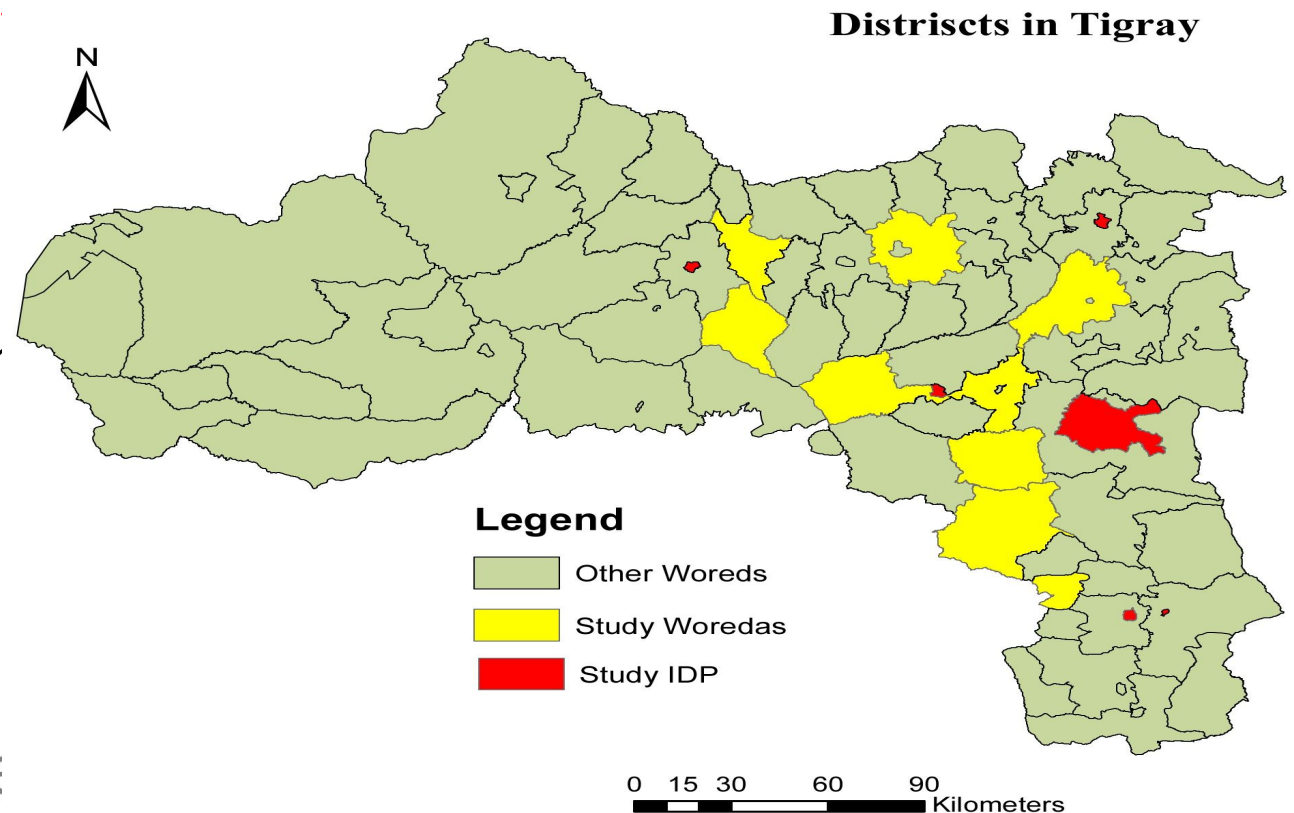 Distriscts in Tigray
N
Legend
Other Woreds
Study Woredas
Study IDP
0 15 30 60 90
Kilometers